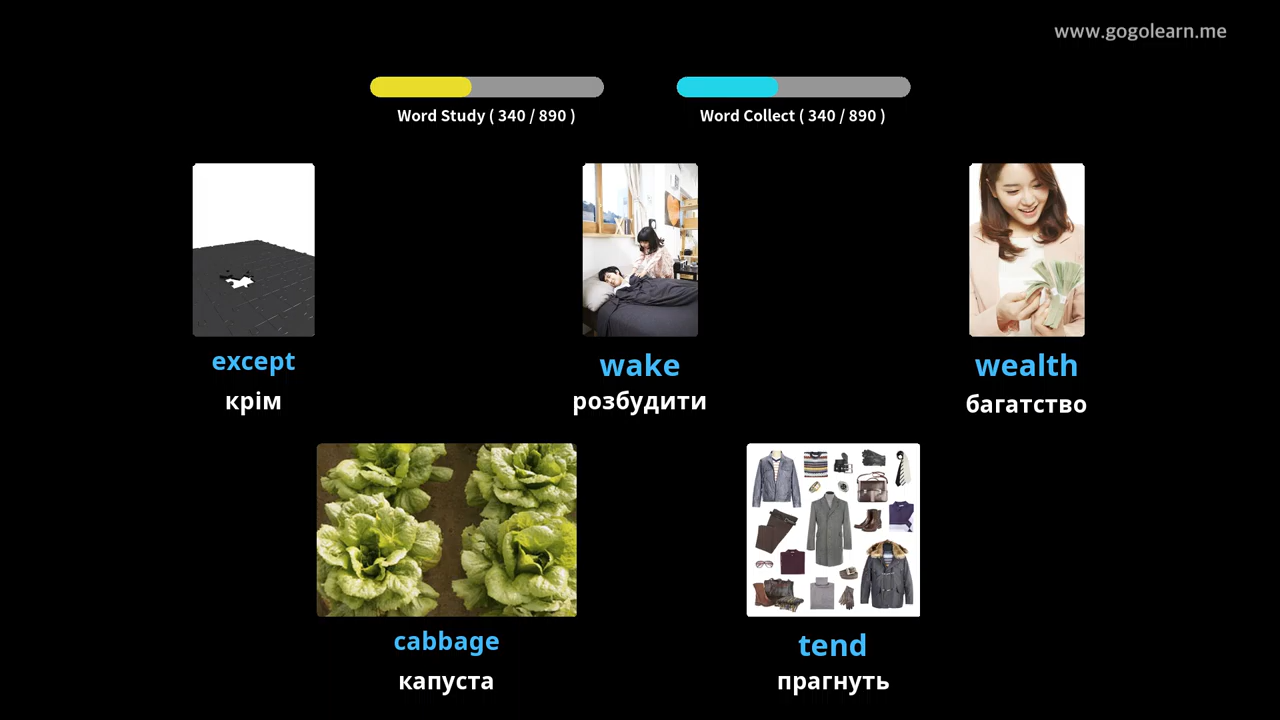 www.gogolearn.me
Word Study ( 340 / 890 )
Word Collect ( 340 / 890 )
except
крім
wake
розбудити
wealth
багатство
cabbage
капуста
tend
прагнуть